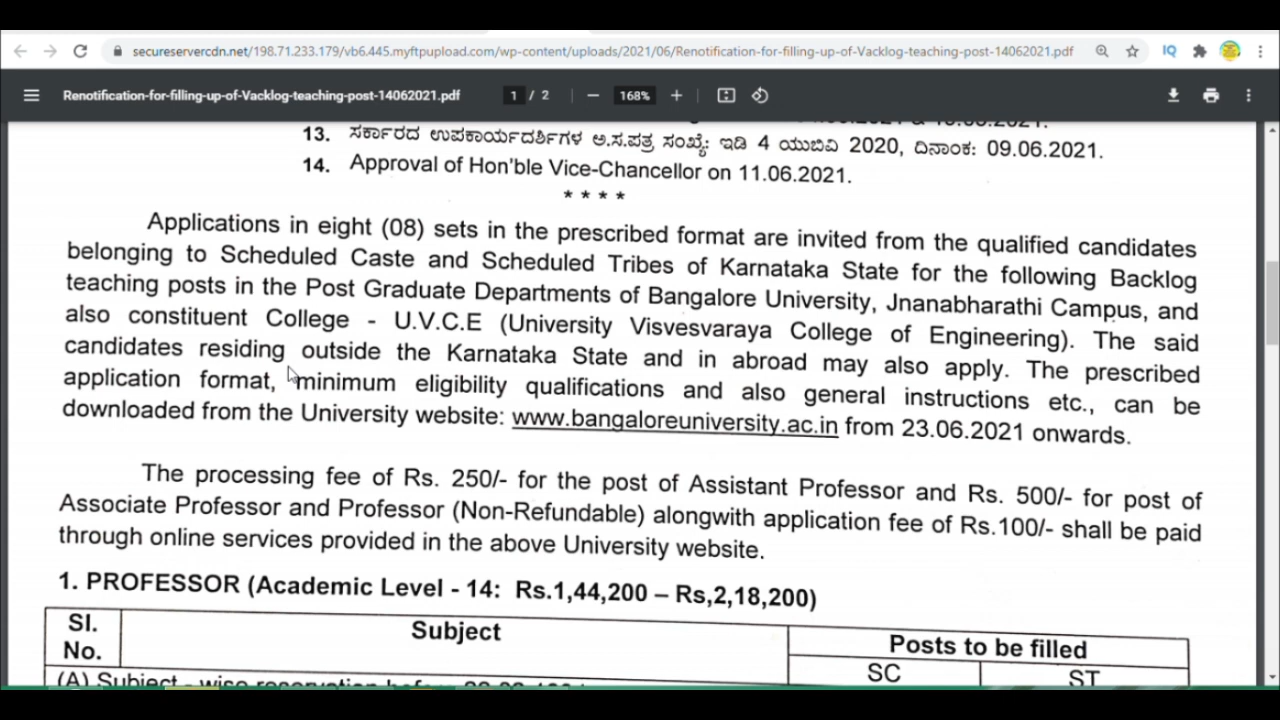 secureservercdn.net/198.71.233.179/vb6.445.myftpupload.com/wp-content/uploads/2021/06/Renotification-for-filling-up-of-Vacklog-teaching-post-14062021.pdf
IQ
Renotification-for-filling-up-of-Vacklog-teaching-post-14062021.pdf 1 / 2 — 168% +
13. ಸರ್ಕಾರದ ಉಪಕಾರ್ಯದರ್ಶಿಗಳ ಅ.ಸ.ಪತ್ರ ಸಂಖ್ಯೆ: ಇಡಿ 4 ಯುಬಿವಿ 2020, ದಿನಾಂಕ: 09.06.2021.
14. Approval of Hon'ble Vice-Chancellor on 11.06.2021.
* * * *
Applications in eight (08) sets in the prescribed format are invited from the qualified candidates
belonging to Scheduled Caste and Scheduled Tribes of Karnataka State for the following Backlog
teaching posts in the Post Graduate Departments of Bangalore University, Jnanabharathi Campus, and
also constituent College - U.V.C.E (University Visvesvaraya College of Engineering). The said
candidates residing outside the Karnataka State and in abroad may also apply. The prescribed
application format, minimum eligibility qualifications and also general instructions etc., can be
downloaded from the University website: www.bangaloreuniversity.ac.in from 23.06.2021 onwards.
The processing fee of Rs. 250/- for the post of Assistant Professor and Rs. 500/- for post of
Associate Professor and Professor (Non-Refundable) alongwith application fee of Rs.100/- shall be paid
through online services provided in the above University website.
1. PROFESSOR (Academic Level - 14: Rs.1,44,200 – Rs,2,18,200)
Sl. No.
Subject
Posts to be filled
SC
ST
(A) Subject - wise reservation before